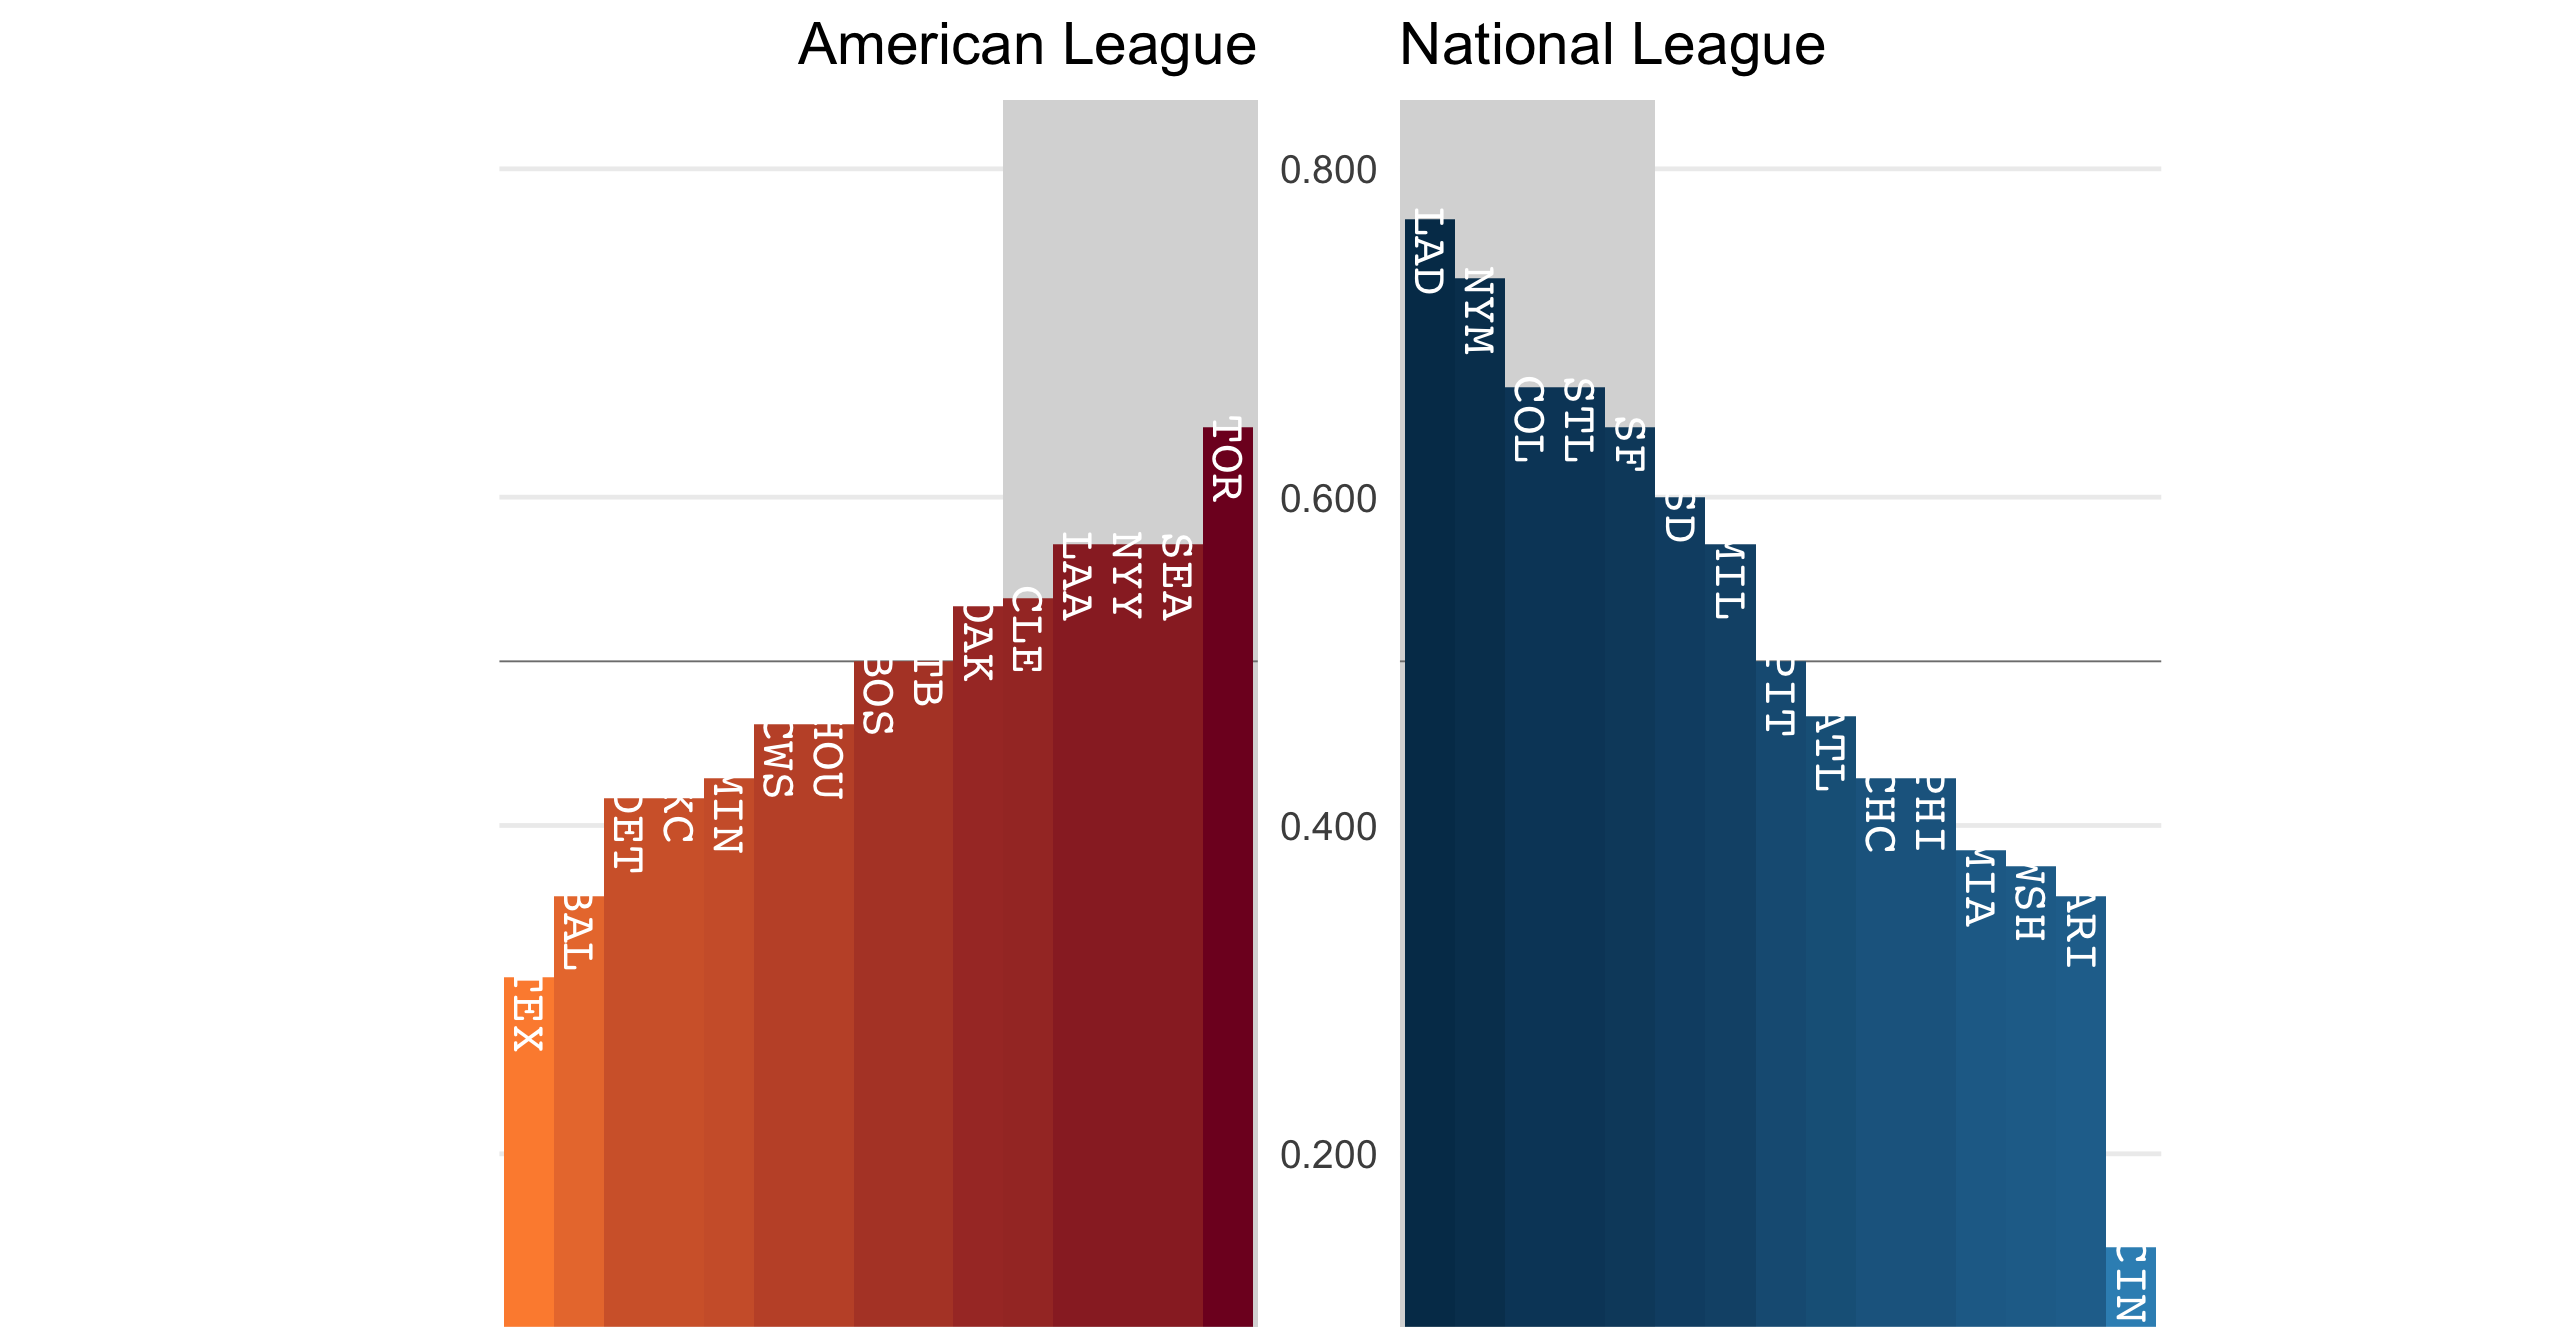 American League
National League
0.800
0.600
0.400
0.200
TEX
BAL
DET
KC
MIN
CWS
HOU
BOS
TB
OAK
CLE
LAA
NYY
SEA
TOR
LAD
NYM
COL
STL
SF
SD
MIL
PIT
ATL
CHC
PHI
MIA
WSH
ARI
CIN